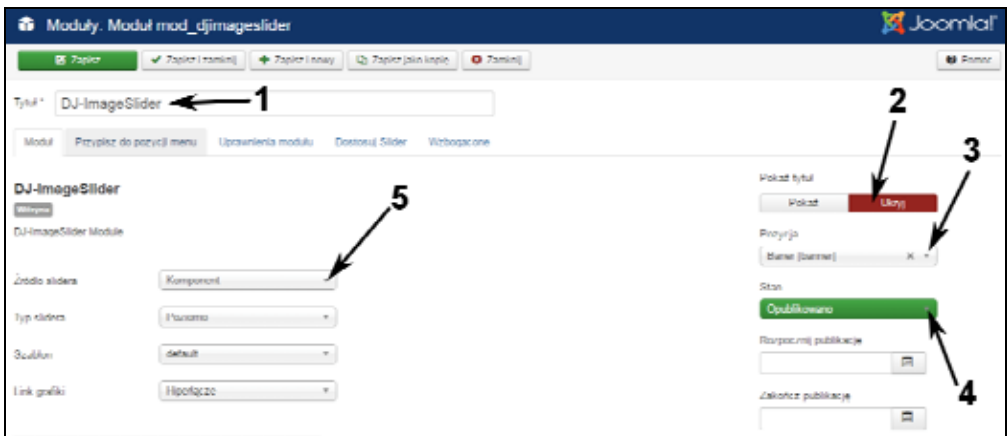 Moduły. Moduł mod_djimageslider
Joomla!
Zapisz
Zapisz i zamknij
Zapisz i nowy
Zapisz jako kopię
Zamknij
Pomoc
Tytuł *
DJ-ImageSlider
1
2
Moduł
Przypisz do pozycji menu
Uprawnienia modułu
Dostosuj Slider
Wzbogacone
3
DJ-ImageSlider
Witryna
DJ-ImageSlider Module
5
Pokaż tytuł
Pokaż
Ukryj
Pozycja
Baner [banner]
Źródło slidera
Komponent
Stan
Opublikowano
Typ slidera
Poziomo
Rozpocznij publikację
Szablon
default
Link grafiki
Hiperłącze
4
Zakończ publikację